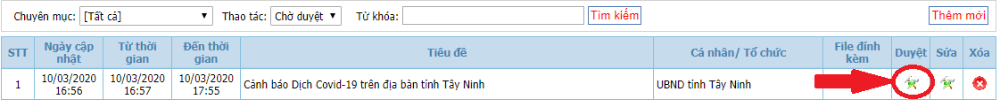 Chuyên mục: [Tất cả] Thao tác: Chờ duyệt Từ khóa: Tìm kiếm Thêm mới
STT Ngày cập nhật Từ thời gian Đến thời gian Tiêu đề Cá nhân/ Tổ chức File đính kèm Duyệt Sửa Xóa
1 10/03/2020 16:56 10/03/2020 16:57 10/03/2020 17:55 Cảnh báo Dịch Covid-19 trên địa bàn tỉnh Tây Ninh UBND tỉnh Tây Ninh